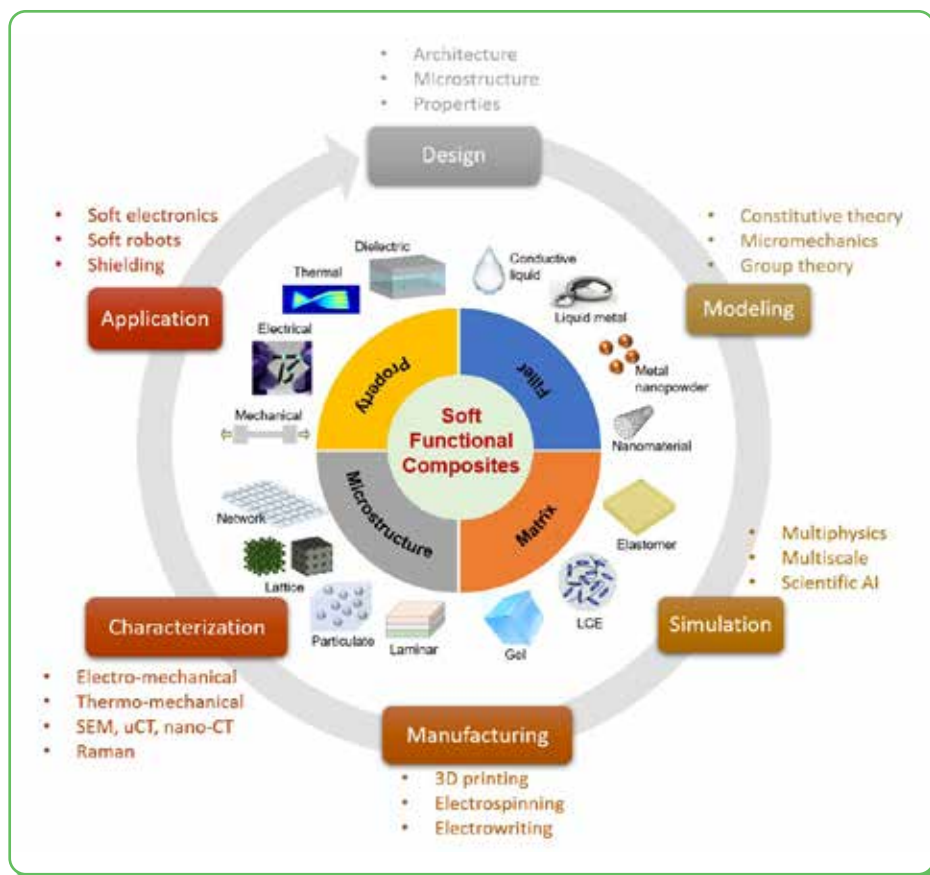 • Architecture
• Microstructure
• Properties
Design
• Soft electronics
• Soft robots
• Shielding
Application
• Constitutive theory
• Micromechanics
• Group theory
Modeling
Dielectric
Thermal
Electrical
Mechanical
Conductive
liquid
Liquid metal
Metal
nanopowder
Nanomaterial
Property
Filler
Soft
Functional
Composites
Microstructure
Matrix
Network
Lattice
Particulate
Laminar
Gel
LCE
Elastomer
• Multiphysics
• Multiscale
• Scientific AI
Simulation
Characterization
• Electro-mechanical
• Thermo-mechanical
• SEM, uCT, nano-CT
• Raman
Manufacturing
• 3D printing
• Electrospinning
• Electrowriting